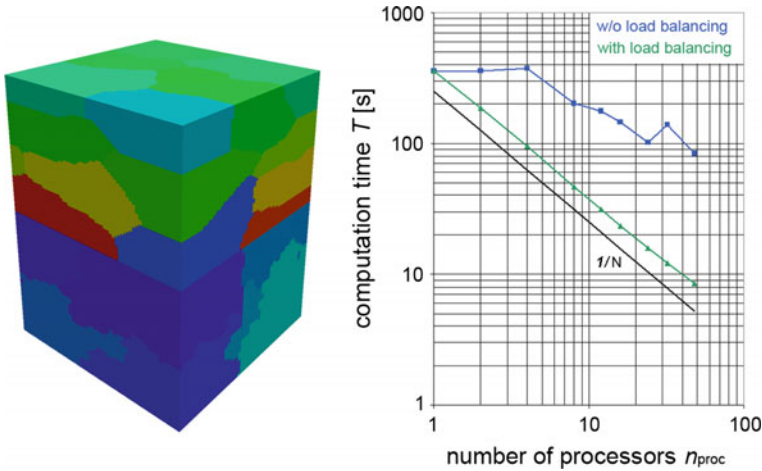 1000
w/o load balancing
with load balancing
100
computation time T [s]
1/N
10
1
1
10
100
number of processors nproc